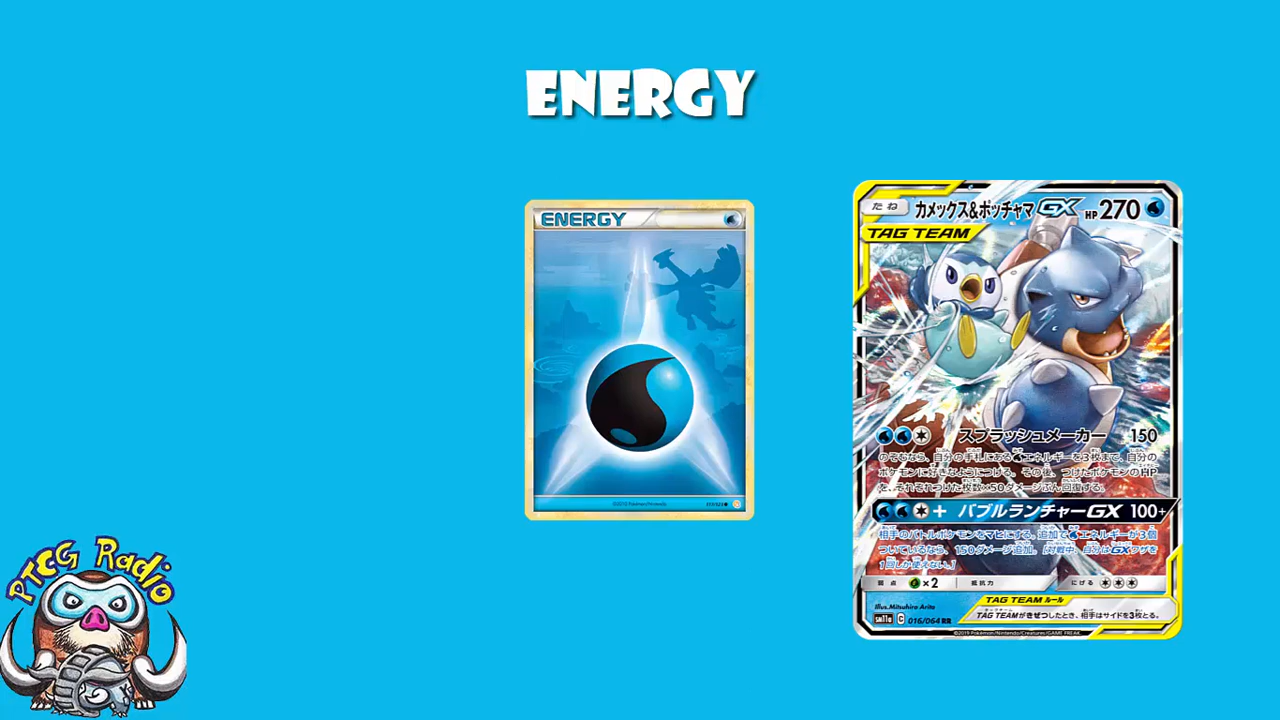 ENERGY
ENERGY
たね カメックス&ポッチャマGX HP 270
TAG TEAM
スプラッシュメーカー 150
のぞむなら、自分の手札にあるエネルギーを3枚まで、自分の
ポケモンに好きなようにつける。その後、つけたポケモンのHP
を、それぞれつけた枚数×50ダメージぶん回復する。
+ バブルランチャーGX 100+
相手のバトルポケモンをマヒにする。追加でエネルギーが3個
ついているなら、150ダメージ追加。[対戦中、自分はGXワザを
1回しか使えない。]
弱点 ×2 抵抗力 にげる
TAG TEAM ルール
TAG TEAMがきぜつしたとき、相手はサイドを3枚とる。
Illus.Mitsuhiro Arita
sm11a C 016/064 RR
©2019 Pokémon/Nintendo/Creatures/GAME FREAK.
PTCG Radio